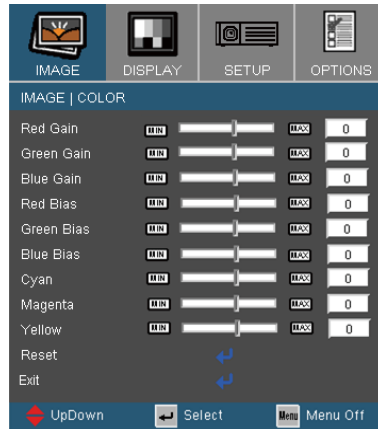 IMAGE DISPLAY SETUP OPTIONS
IMAGE | COLOR
Red Gain MIN MAX 0
Green Gain MIN MAX 0
Blue Gain MIN MAX 0
Red Bias MIN MAX 0
Green Bias MIN MAX 0
Blue Bias MIN MAX 0
Cyan MIN MAX 0
Magenta MIN MAX 0
Yellow MIN MAX 0
Reset
Exit
UpDown Select Menu Menu Off